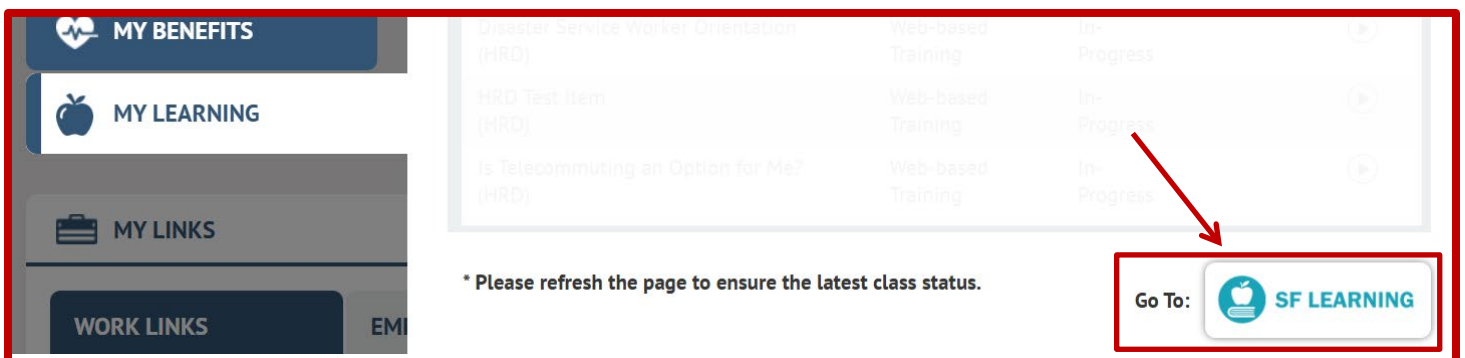 MY BENEFITS
MY LEARNING
MY LINKS
WORK LINKS
EM
Disaster Service Worker Orientation Web-based In-
(HRD) Training Progress
HRD Test Item Web-based In-
(HRD) Training Progress
Is Telecommuting an Option for Me? Web-based In-
(HRD) Training Progress
* Please refresh the page to ensure the latest class status.
Go To: SF LEARNING